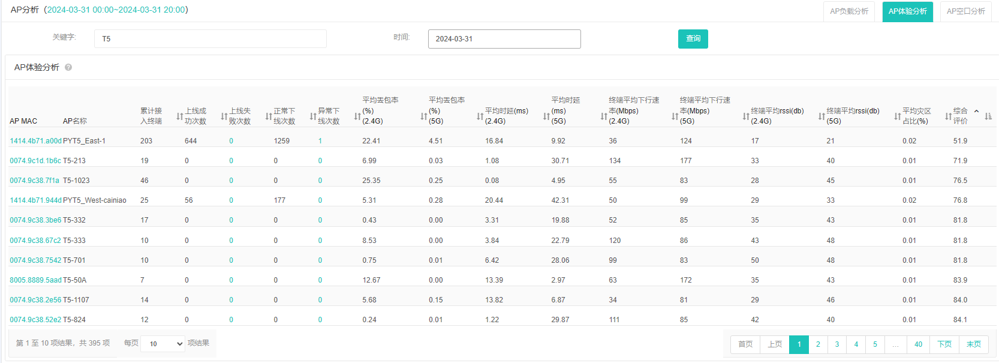 AP分析（2024-03-31 00:00~2024-03-31 20:00）
AP负载分析 AP体验分析 AP空口分析
关键字: T5 时间: 2024-03-31 查询
AP体验分析 ?
AP MAC AP名称 累计接入终端 上线成功次数 上线失败次数 正常下线次数 异常下线次数 平均丢包率(%)(2.4G) 平均丢包率(%)(5G) 平均时延(ms)(2.4G) 平均时延(ms)(5G) 终端平均下行速率(Mbps)(2.4G) 终端平均下行速率(Mbps)(5G) 终端平均rssi(db)(2.4G) 终端平均rssi(db)(5G) 平均灾区占比(%) 综合评价
1414.4b71.a00d PYT5_East-1 203 644 0 1259 1 22.41 4.51 16.84 9.92 36 124 17 21 0.02 51.9
0074.9c1d.1b6c T5-213 19 0 0 0 0 6.99 0.03 1.08 30.71 134 177 33 40 0.01 71.9
0074.9c38.7f1a T5-1023 46 0 0 0 0 25.35 0.25 0.08 4.95 55 83 28 45 0.01 76.5
1414.4b71.944d PYT5_West-cainiao 25 56 0 177 0 5.31 0.28 20.44 42.31 50 99 29 33 0.02 76.8
0074.9c38.3be6 T5-332 17 0 0 0 0 0.43 0.00 3.31 19.88 52 85 35 43 0.01 81.8
0074.9c38.67c2 T5-333 10 0 0 0 0 8.53 0.00 3.84 22.79 120 86 43 48 0.01 81.8
0074.9c38.7542 T5-701 10 0 0 0 0 0.75 0.01 6.42 28.06 99 83 50 48 0.01 81.8
8005.8889.5aad T5-50A 7 0 0 0 0 12.67 0.00 13.39 2.97 63 172 35 43 0.01 83.9
0074.9c38.2e56 T5-1107 14 0 0 0 0 5.68 0.15 13.82 6.87 34 81 29 46 0.01 84.0
0074.9c38.52e2 T5-824 12 0 0 0 0 0.24 0.01 1.22 29.87 111 85 42 40 0.01 84.1
第 1 至 10 项结果，共 395 项 每页 10 项结果 首页 上页 1 2 3 4 5 ... 40 下页 末页